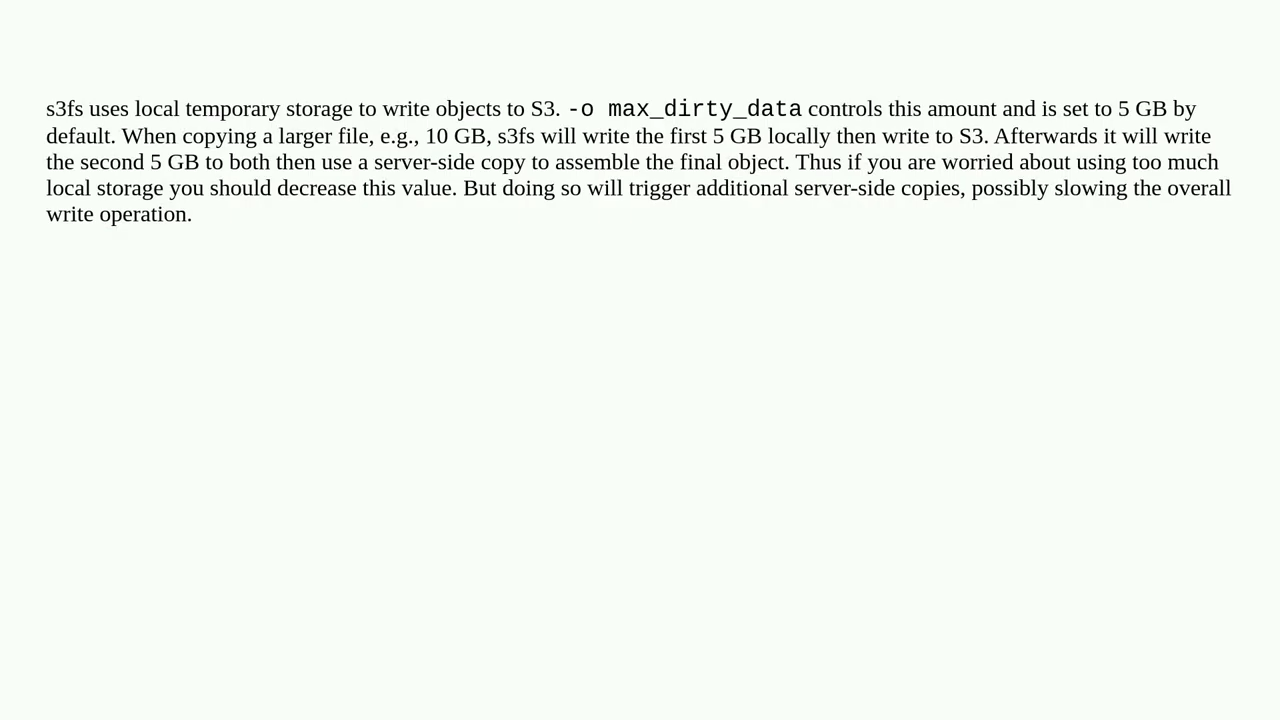 s3fs uses local temporary storage to write objects to S3. -o max_dirty_data controls this amount and is set to 5 GB by
default. When copying a larger file, e.g., 10 GB, s3fs will write the first 5 GB locally then write to S3. Afterwards it will write
the second 5 GB to both then use a server-side copy to assemble the final object. Thus if you are worried about using too much
local storage you should decrease this value. But doing so will trigger additional server-side copies, possibly slowing the overall
write operation.